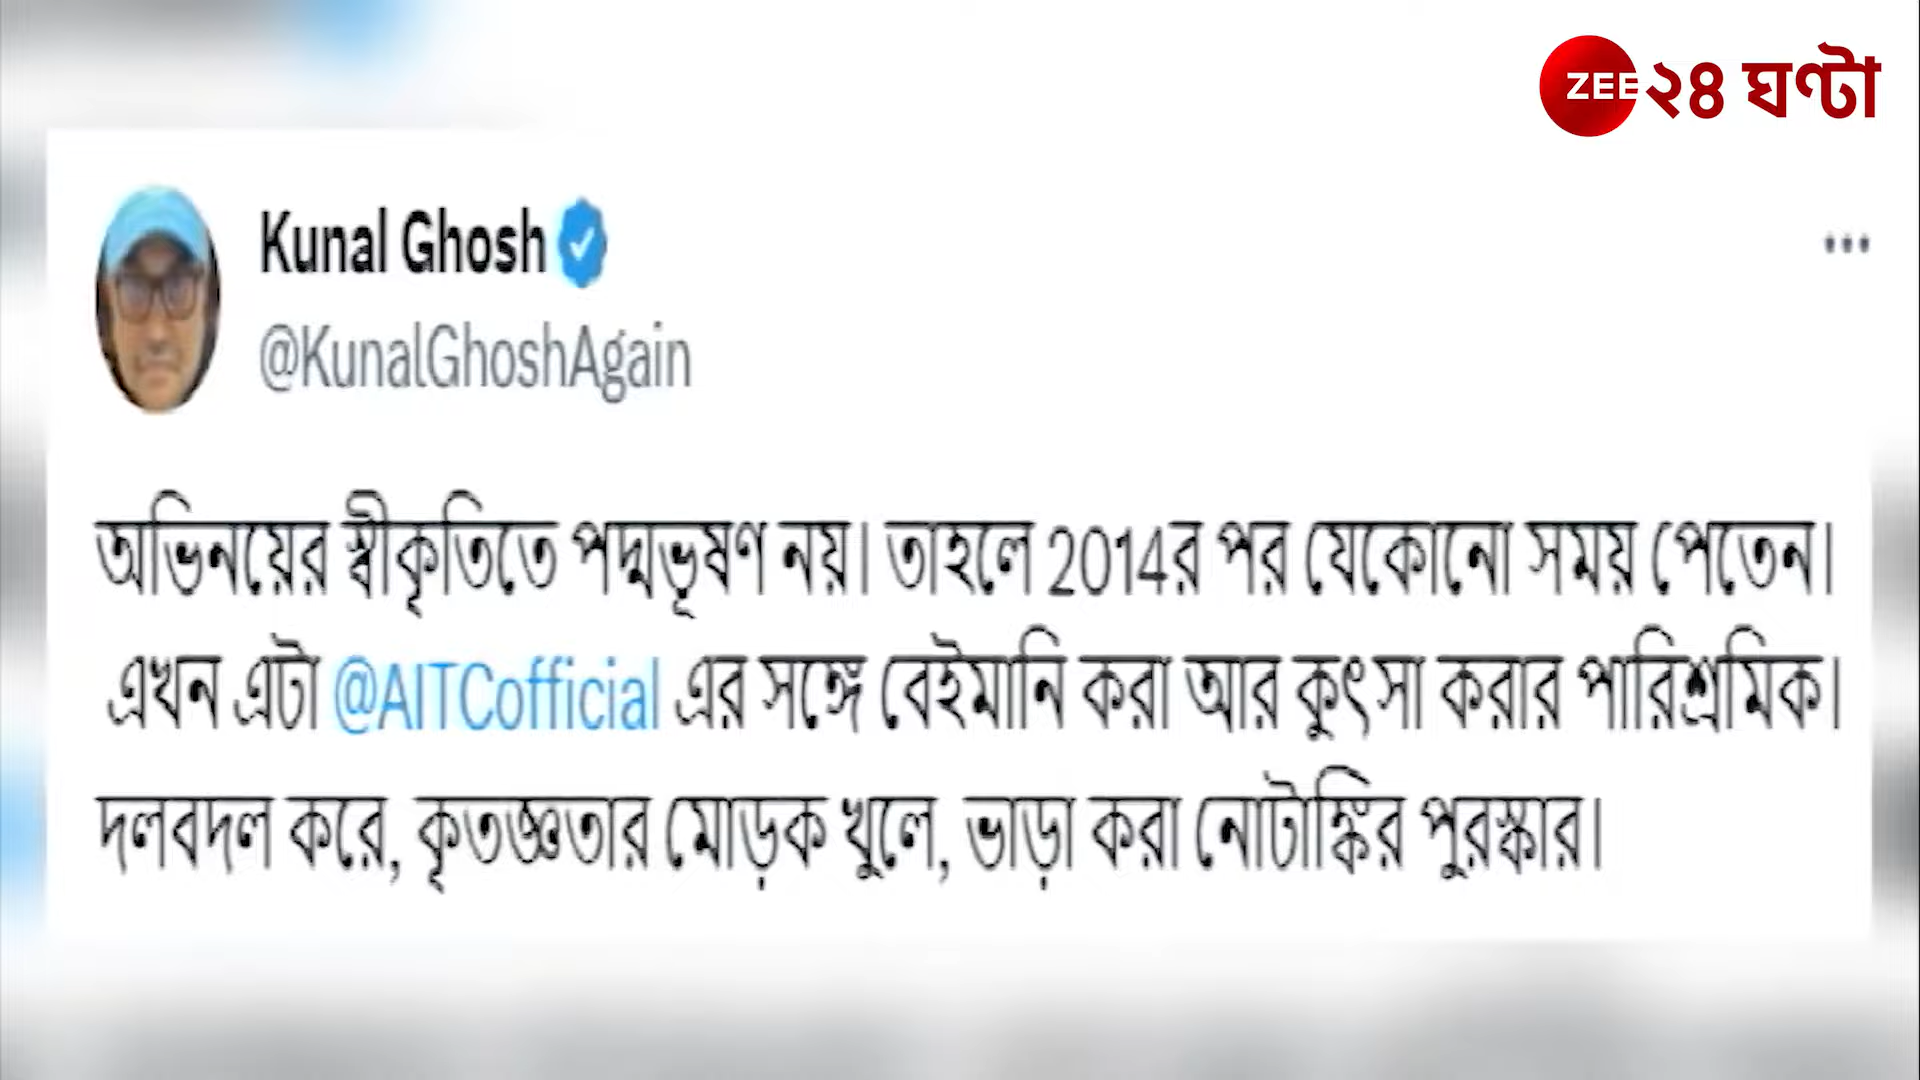 ZEE ২৪ ঘণ্টা
Kunal Ghosh
@KunalGhoshAgain
অভিনয়ের স্বীকৃতিতে পদ্মভূষণ নয়। তাহলে 2014র পর যেকোনো সময় পেতেন।
এখন এটা @AITCofficial এর সঙ্গে বেইমানি করা আর কুৎসা করার পারিশ্রমিক।
দলবদল করে, কৃতজ্ঞতার মোড়ক খুলে, ভাড়া করা নোটাঙ্কির পুরস্কার।